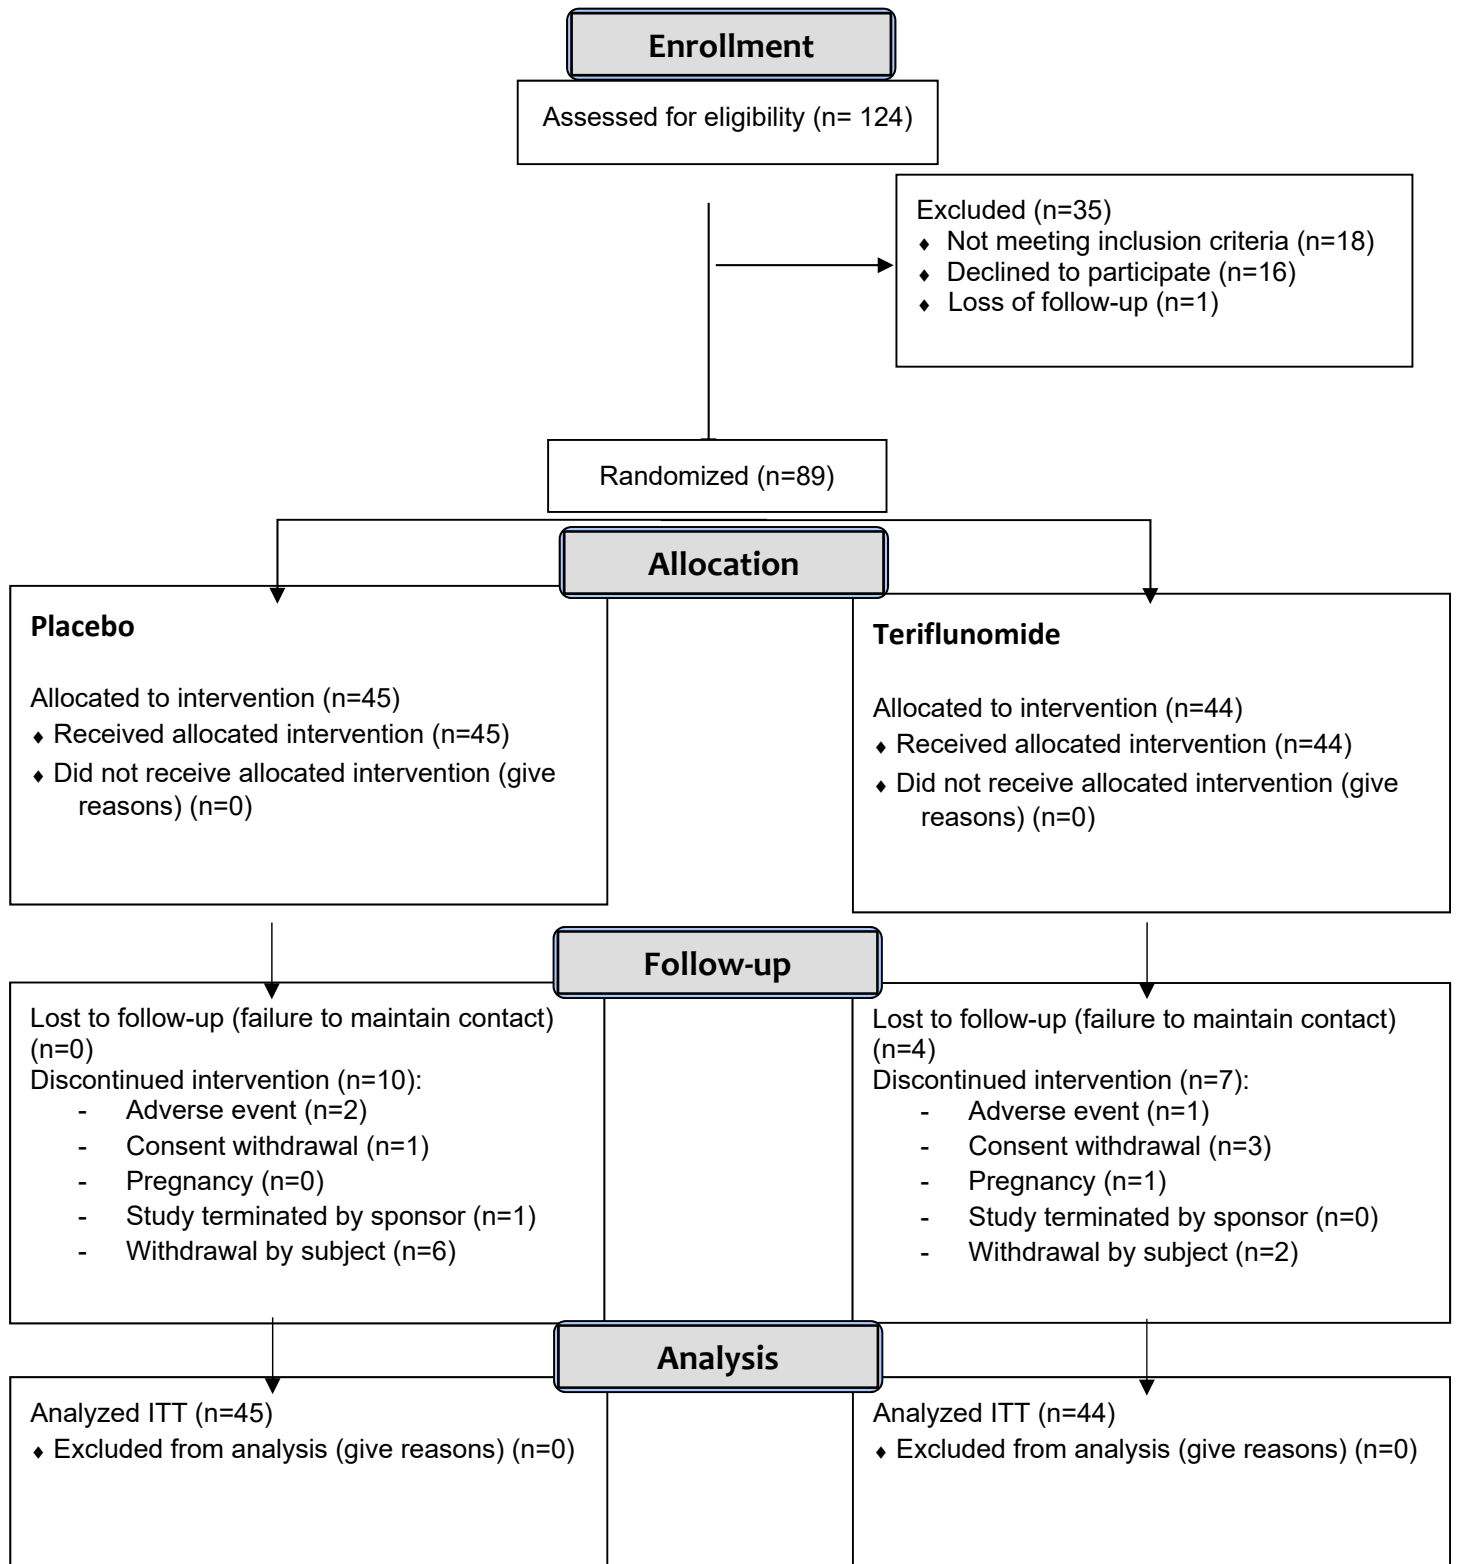 Enrollment
Assessed for eligibility (n= 124)
Excluded (n=35)
♦ Not meeting inclusion criteria (n=18)
♦ Declined to participate (n=16)
♦ Loss of follow-up (n=1)
Randomized (n=89)
Allocation
Placebo
Allocated to intervention (n=45)
♦ Received allocated intervention (n=45)
♦ Did not receive allocated intervention (give
reasons) (n=0)
Teriflunomide
Allocated to intervention (n=44)
♦ Received allocated intervention (n=44)
♦ Did not receive allocated intervention (give
reasons) (n=0)
Follow-up
Lost to follow-up (failure to maintain contact)
(n=0)
Discontinued intervention (n=10):
- Adverse event (n=2)
- Consent withdrawal (n=1)
- Pregnancy (n=0)
- Study terminated by sponsor (n=1)
- Withdrawal by subject (n=6)
Lost to follow-up (failure to maintain contact)
(n=4)
Discontinued intervention (n=7):
- Adverse event (n=1)
- Consent withdrawal (n=3)
- Pregnancy (n=1)
- Study terminated by sponsor (n=0)
- Withdrawal by subject (n=2)
Analysis
Analyzed ITT (n=45)
♦ Excluded from analysis (give reasons) (n=0)
Analyzed ITT (n=44)
♦ Excluded from analysis (give reasons) (n=0)